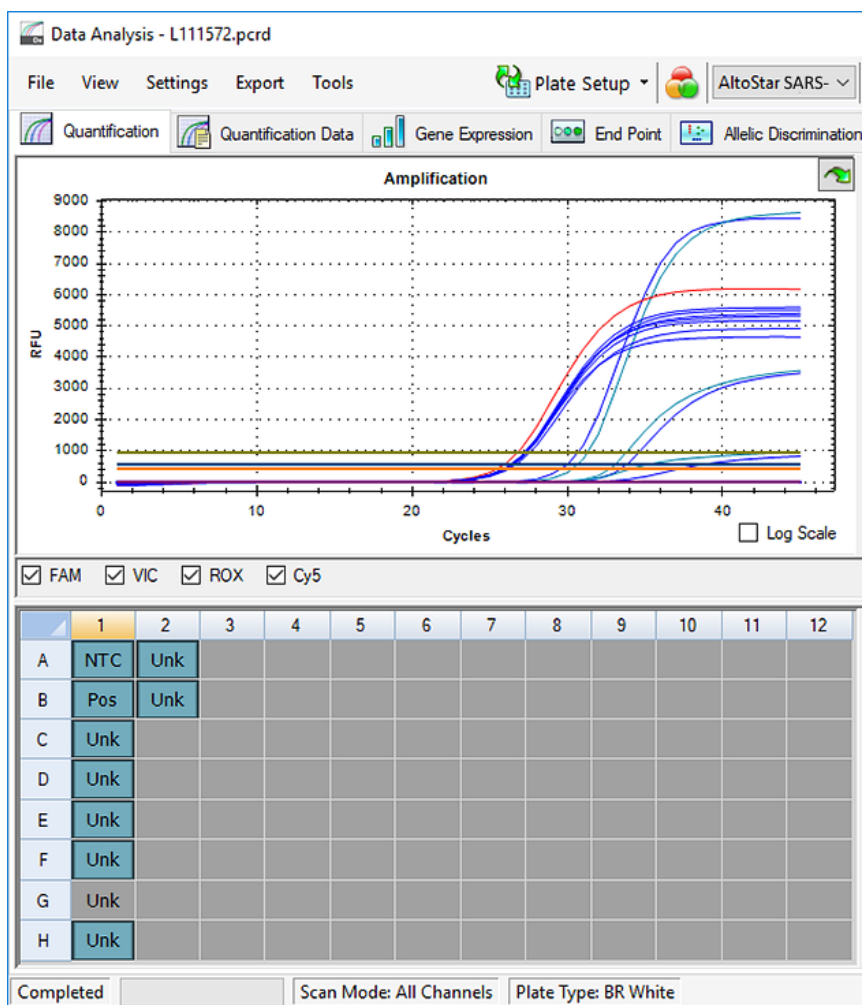 Data Analysis - L111572.pcrd
File View Settings Export Tools Plate Setup AltoStar SARS-
Quantification Quantification Data Gene Expression End Point Allelic Discrimination
Amplification
9000
8000
7000
6000
5000
4000
3000
2000
1000
0
RFU
0 10 20 30 40
Cycles
Log Scale
FAM VIC ROX Cy5
1 2 3 4 5 6 7 8 9 10 11 12
A NTC Unk
B Pos Unk
C Unk
D Unk
E Unk
F Unk
G Unk
H Unk
Completed Scan Mode: All Channels Plate Type: BR White